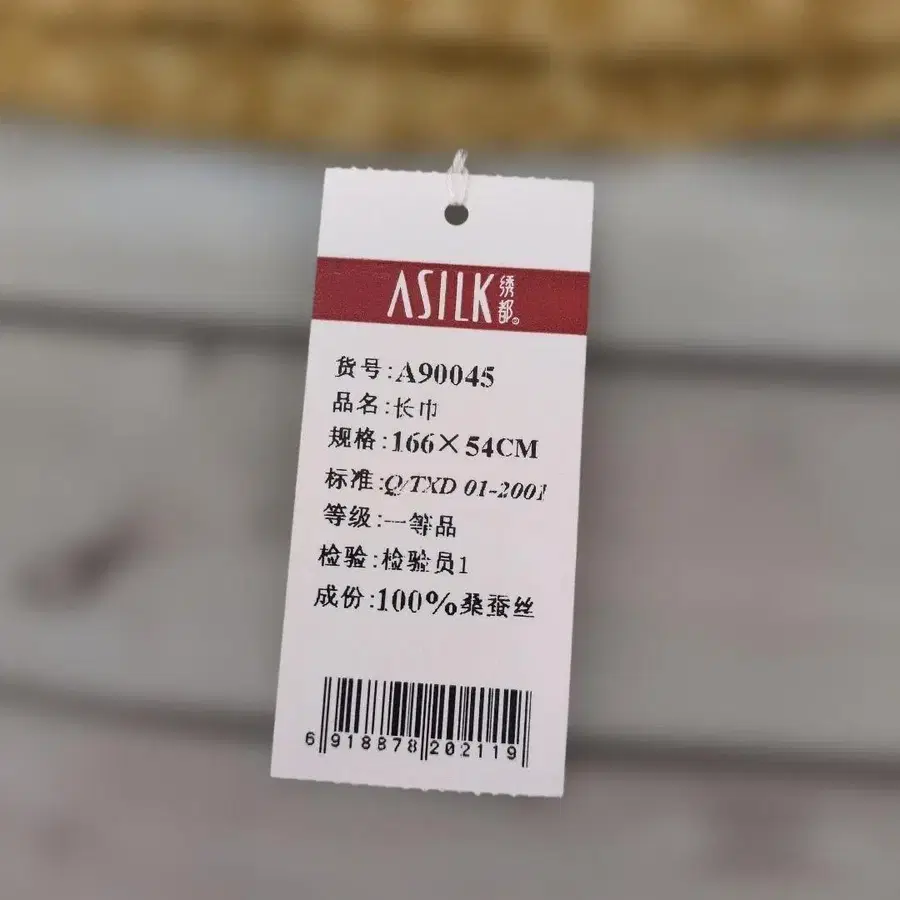 ASILK 绣都®
货号:A90045
品名:长巾
规格:166×54CM
标准:Q/TXD 01-2001
等级:一等品
检验:检验员1
成份:100%桑蚕丝
6 918878 202119